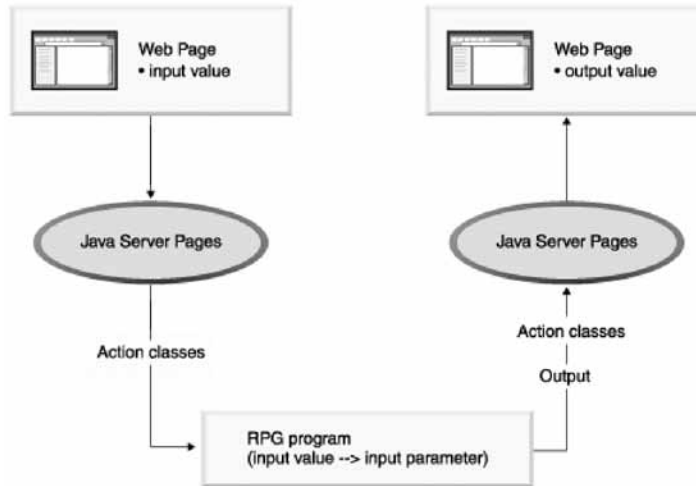 Web Page
• input value
Web Page
• output value
Java Server Pages
Java Server Pages
Action classes
Action classes
Output
RPG program
(input value --> input parameter)